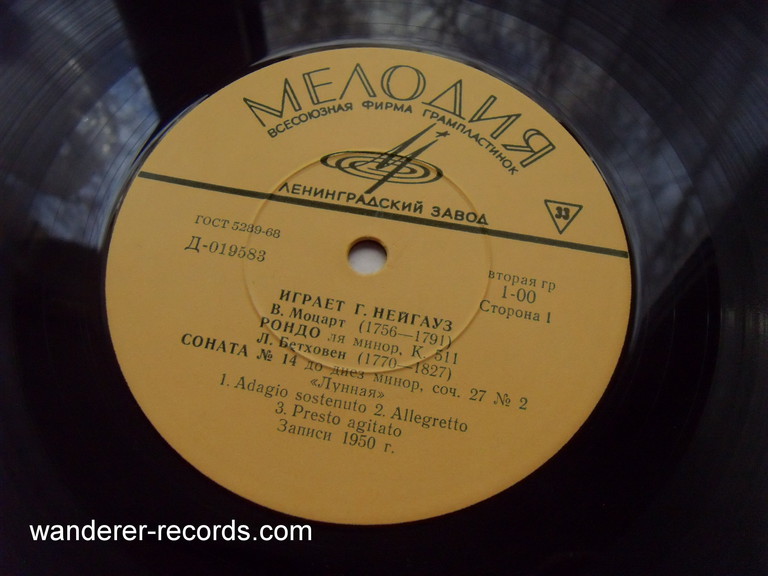 МЕЛОДИЯ
ВСЕСОЮЗНАЯ ФИРМА ГРАМПЛАСТИНОК
ЛЕНИНГРАДСКИЙ ЗАВОД
33
ГОСТ 5289-68
Д-019583
вторая гр
1-00
Сторона 1
ИГРАЕТ Г. НЕЙГАУЗ
В. Моцарт (1756—1791)
РОНДО ля минор, К. 511
Л. Бетховен (1770—1827)
СОНАТА № 14 до диез минор, соч. 27 № 2
«Лунная»
1. Adagio sostenuto 2. Allegretto
3. Presto agitato
Записи 1950 г.
wanderer-records.com